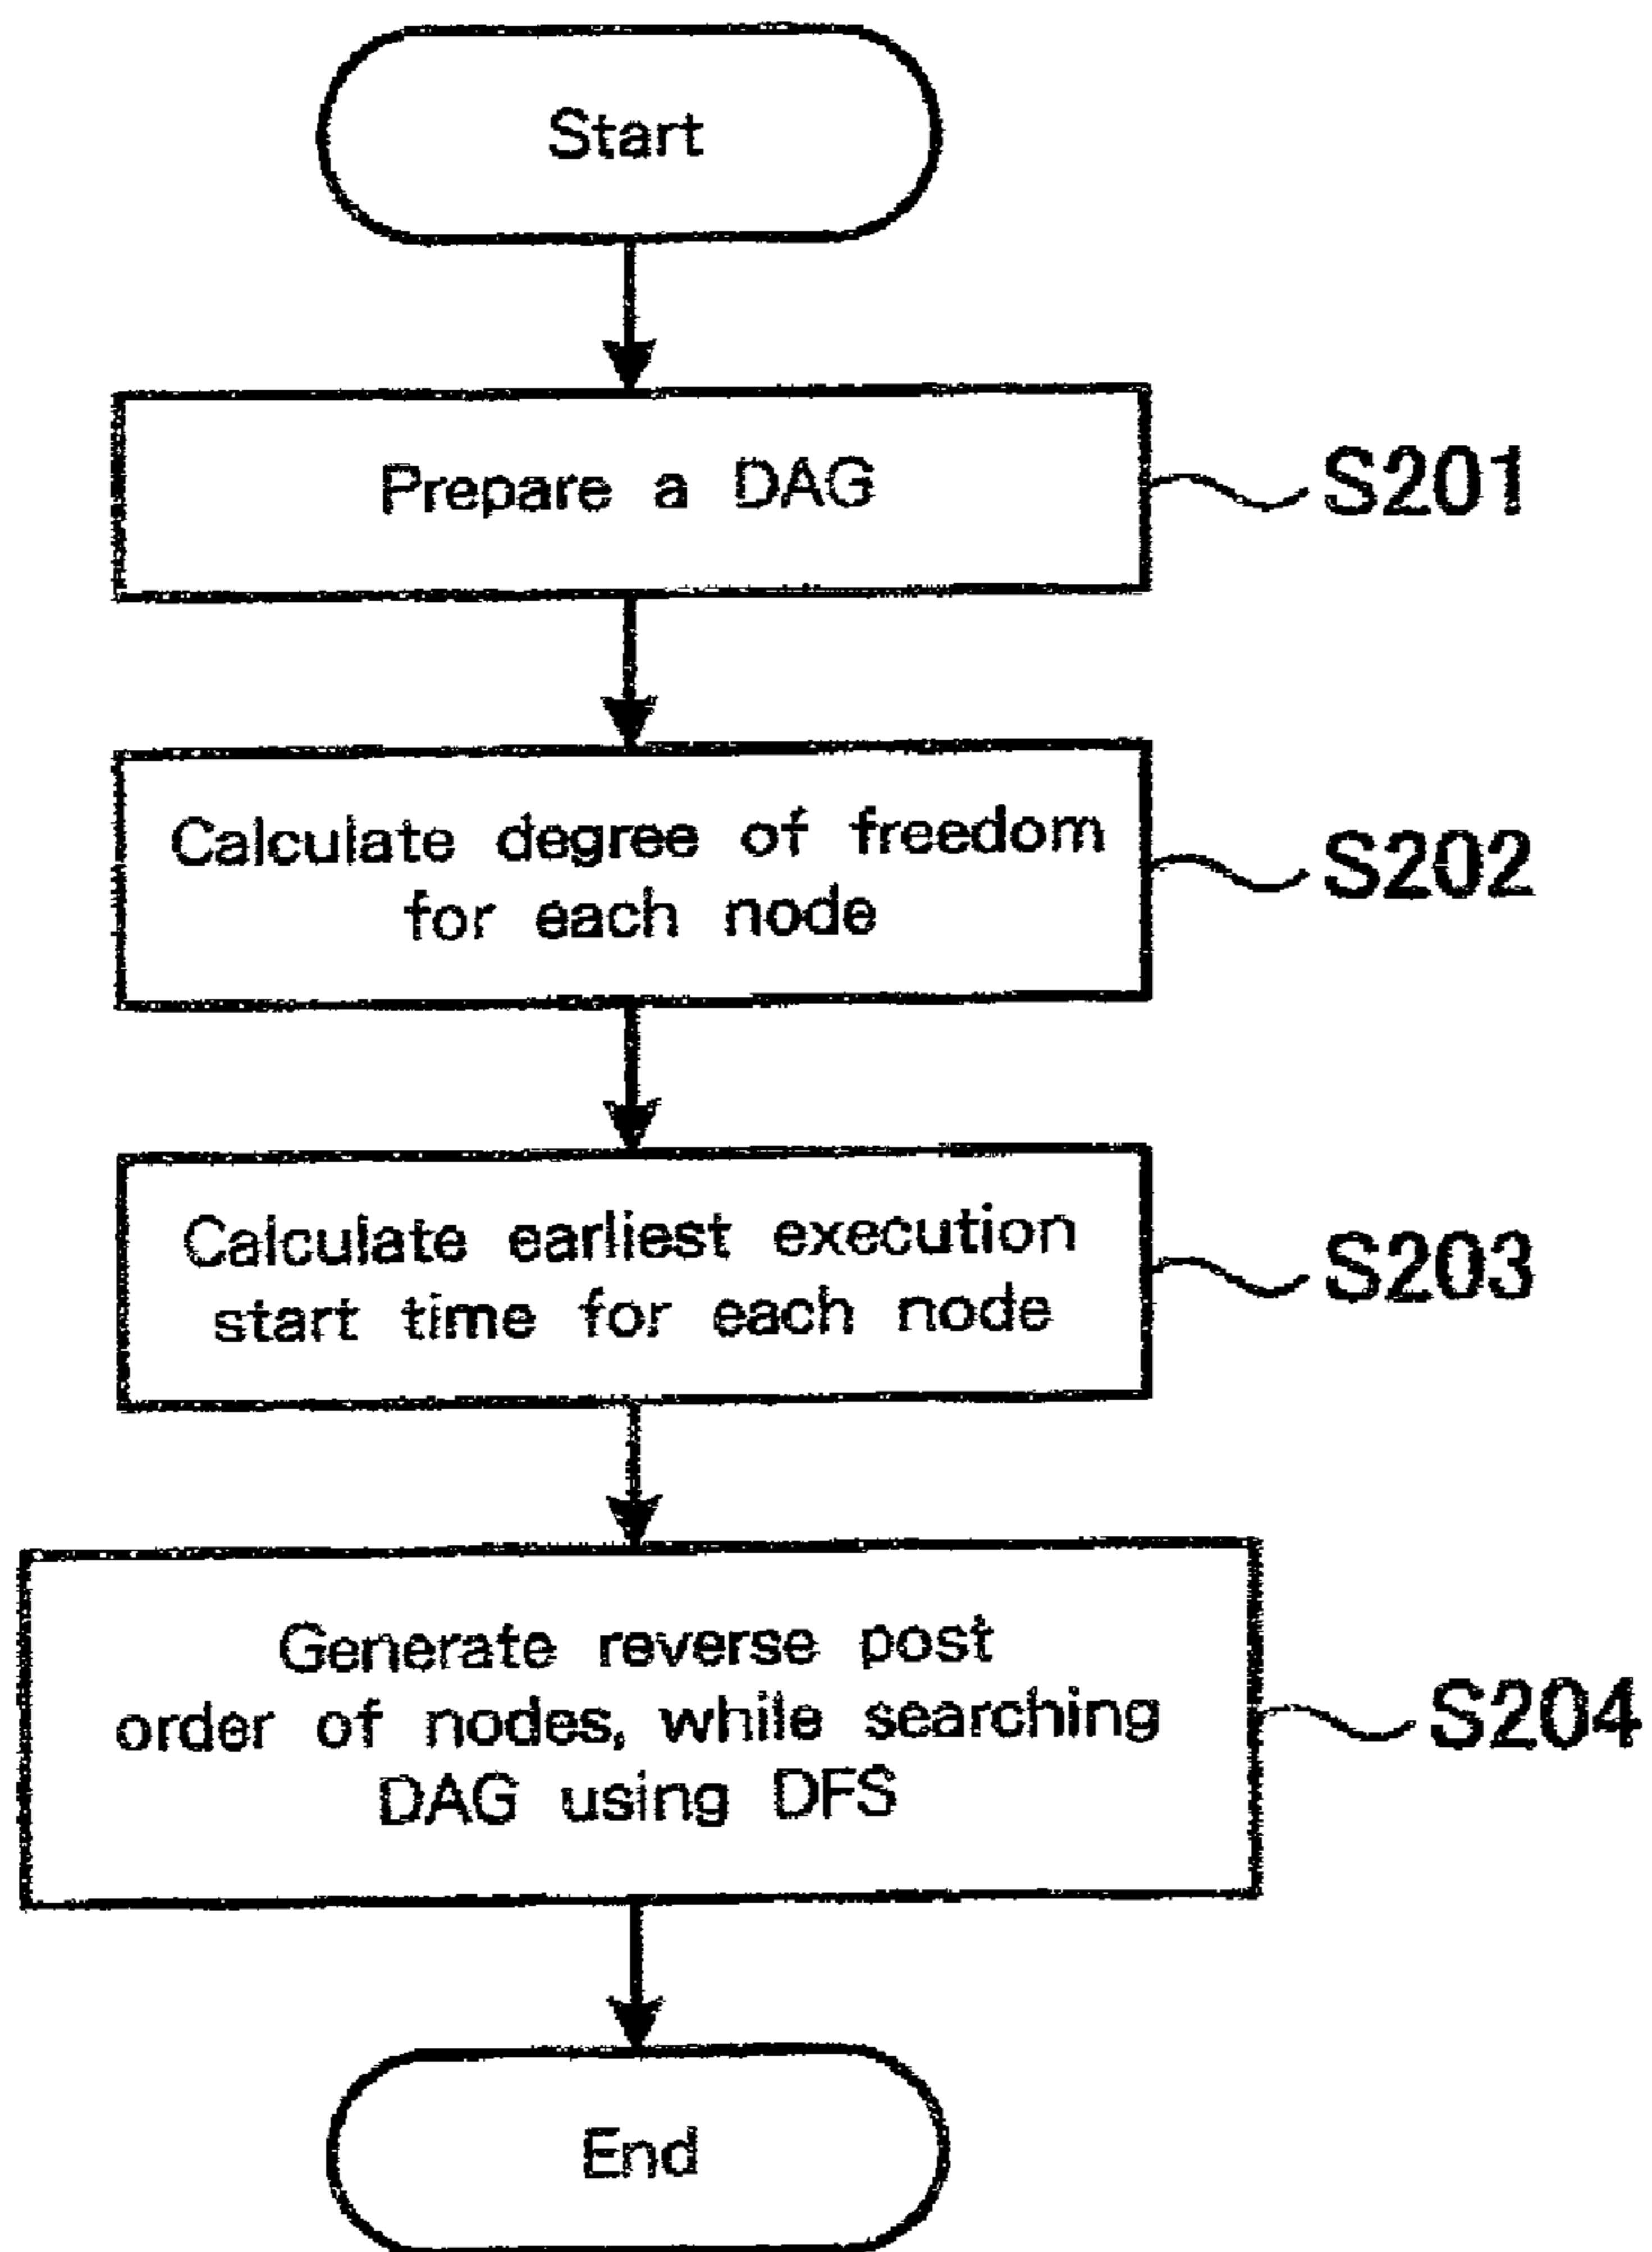 Start
Prepare a DAG
S201
Calculate degree of freedom
for each node
S202
Calculate earliest execution
start time for each node
S203
Generate reverse post
order of nodes, while searching
DAG using DFS
S204
End